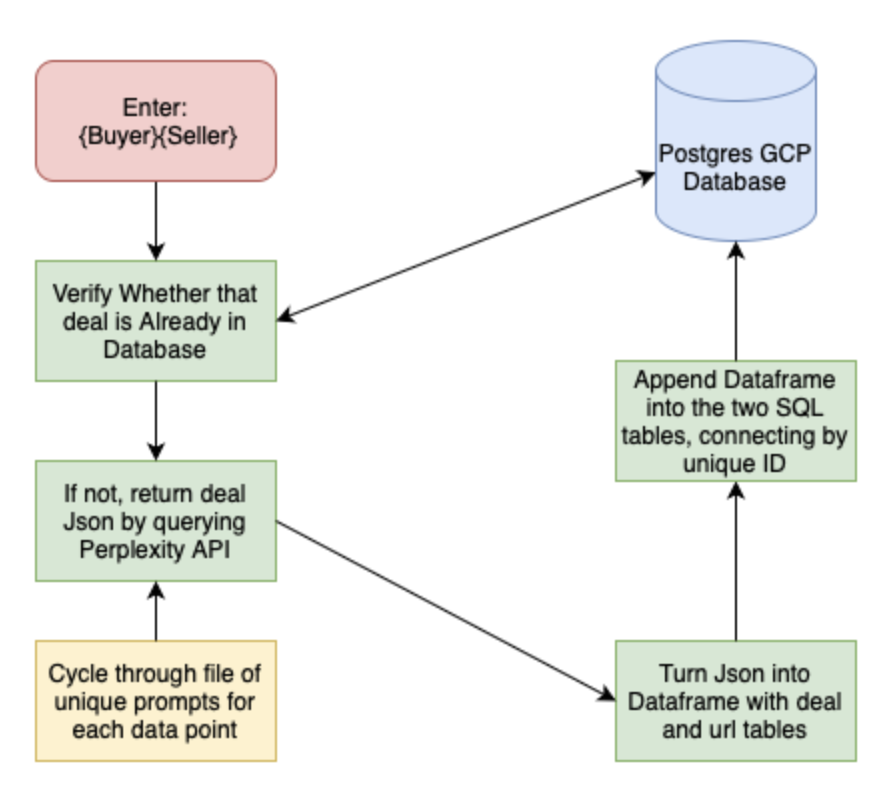 Enter:
{Buyer}{Seller}
Postgres GCP
Database
Verify Whether that
deal is Already in
Database
Append Dataframe
into the two SQL
tables, connecting by
unique ID
If not, return deal
Json by querying
Perplexity API
Cycle through file of
unique prompts for
each data point
Turn Json into
Dataframe with deal
and url tables